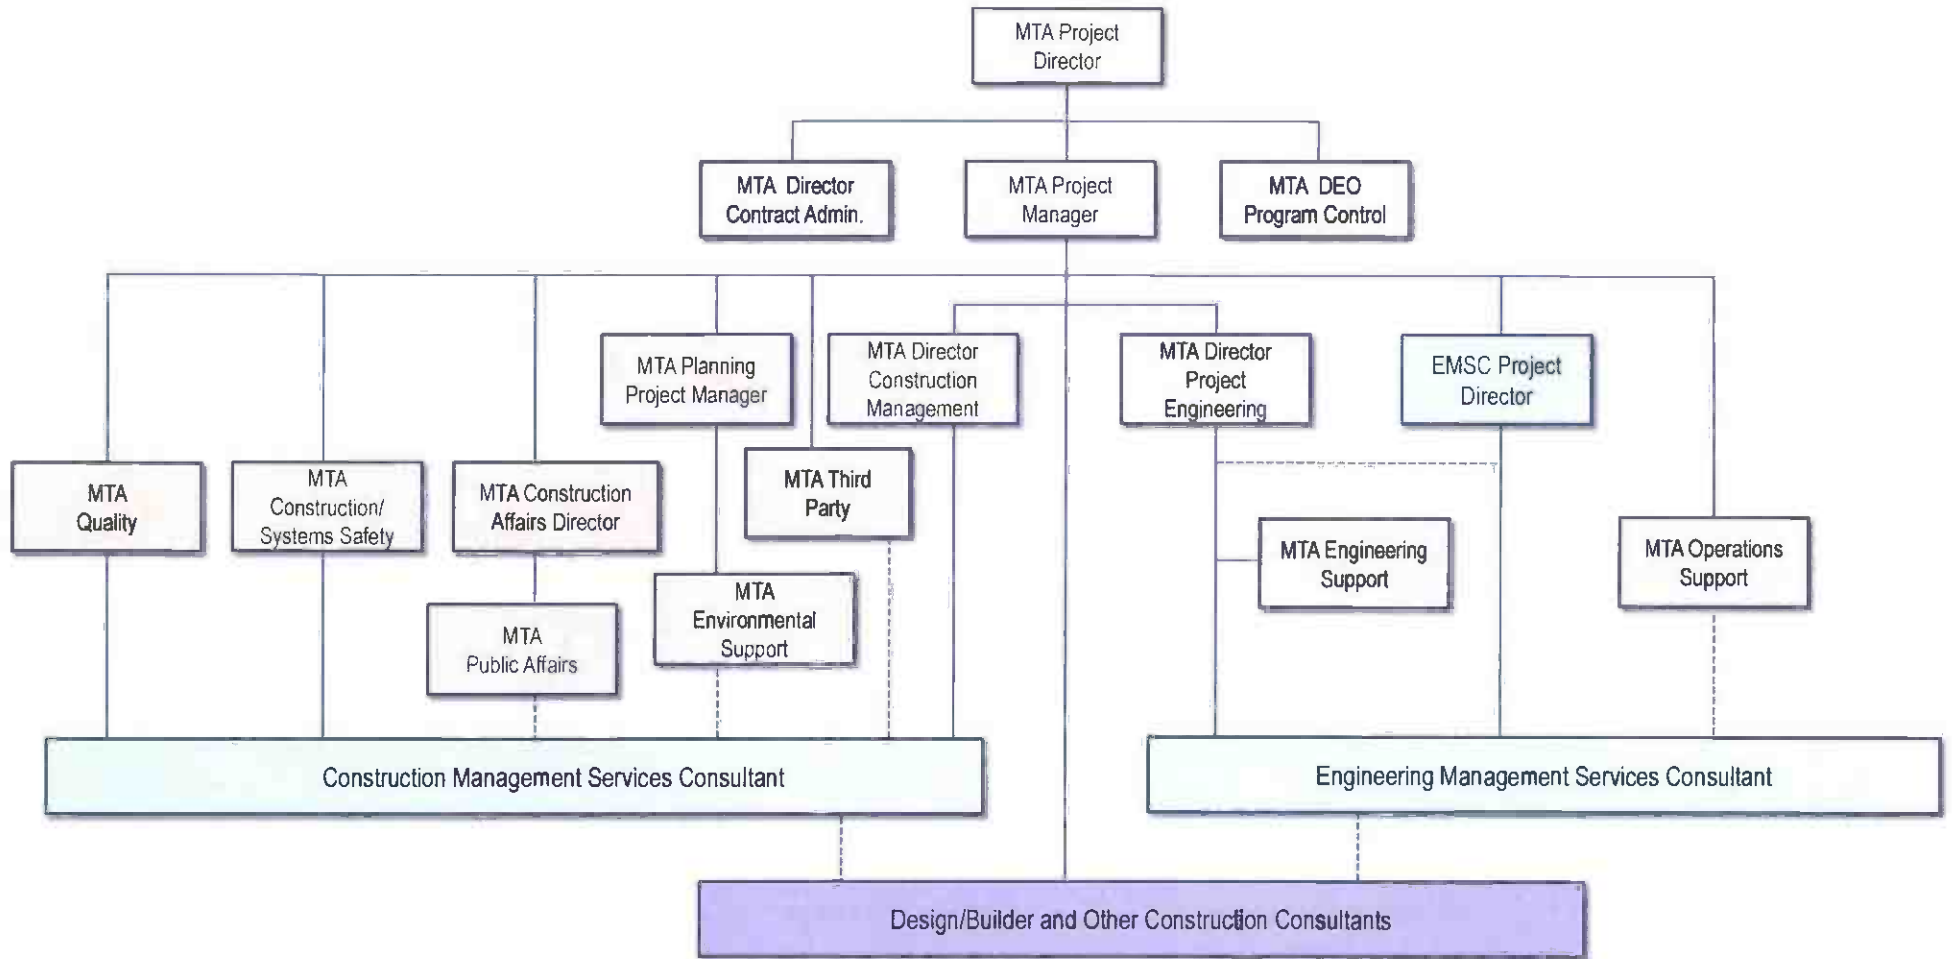 MTA Project
Director
MTA Director
Contract Admin.
MTA Project
Manager
MTA DEO
Program Control
MTA Planning
Project Manager
MTA Director
Construction
Management
MTA Director
Project
Engineering
EMSC Project
Director
MTA
Quality
MTA
Construction/
Systems Safety
MTA Construction
Affairs Director
MTA Third
Party
MTA Engineering
Support
MTA Operations
Support
MTA
Public Affairs
MTA
Environmental
Support
Construction Management Services Consultant
Engineering Management Services Consultant
Design/Builder and Other Construction Consultants